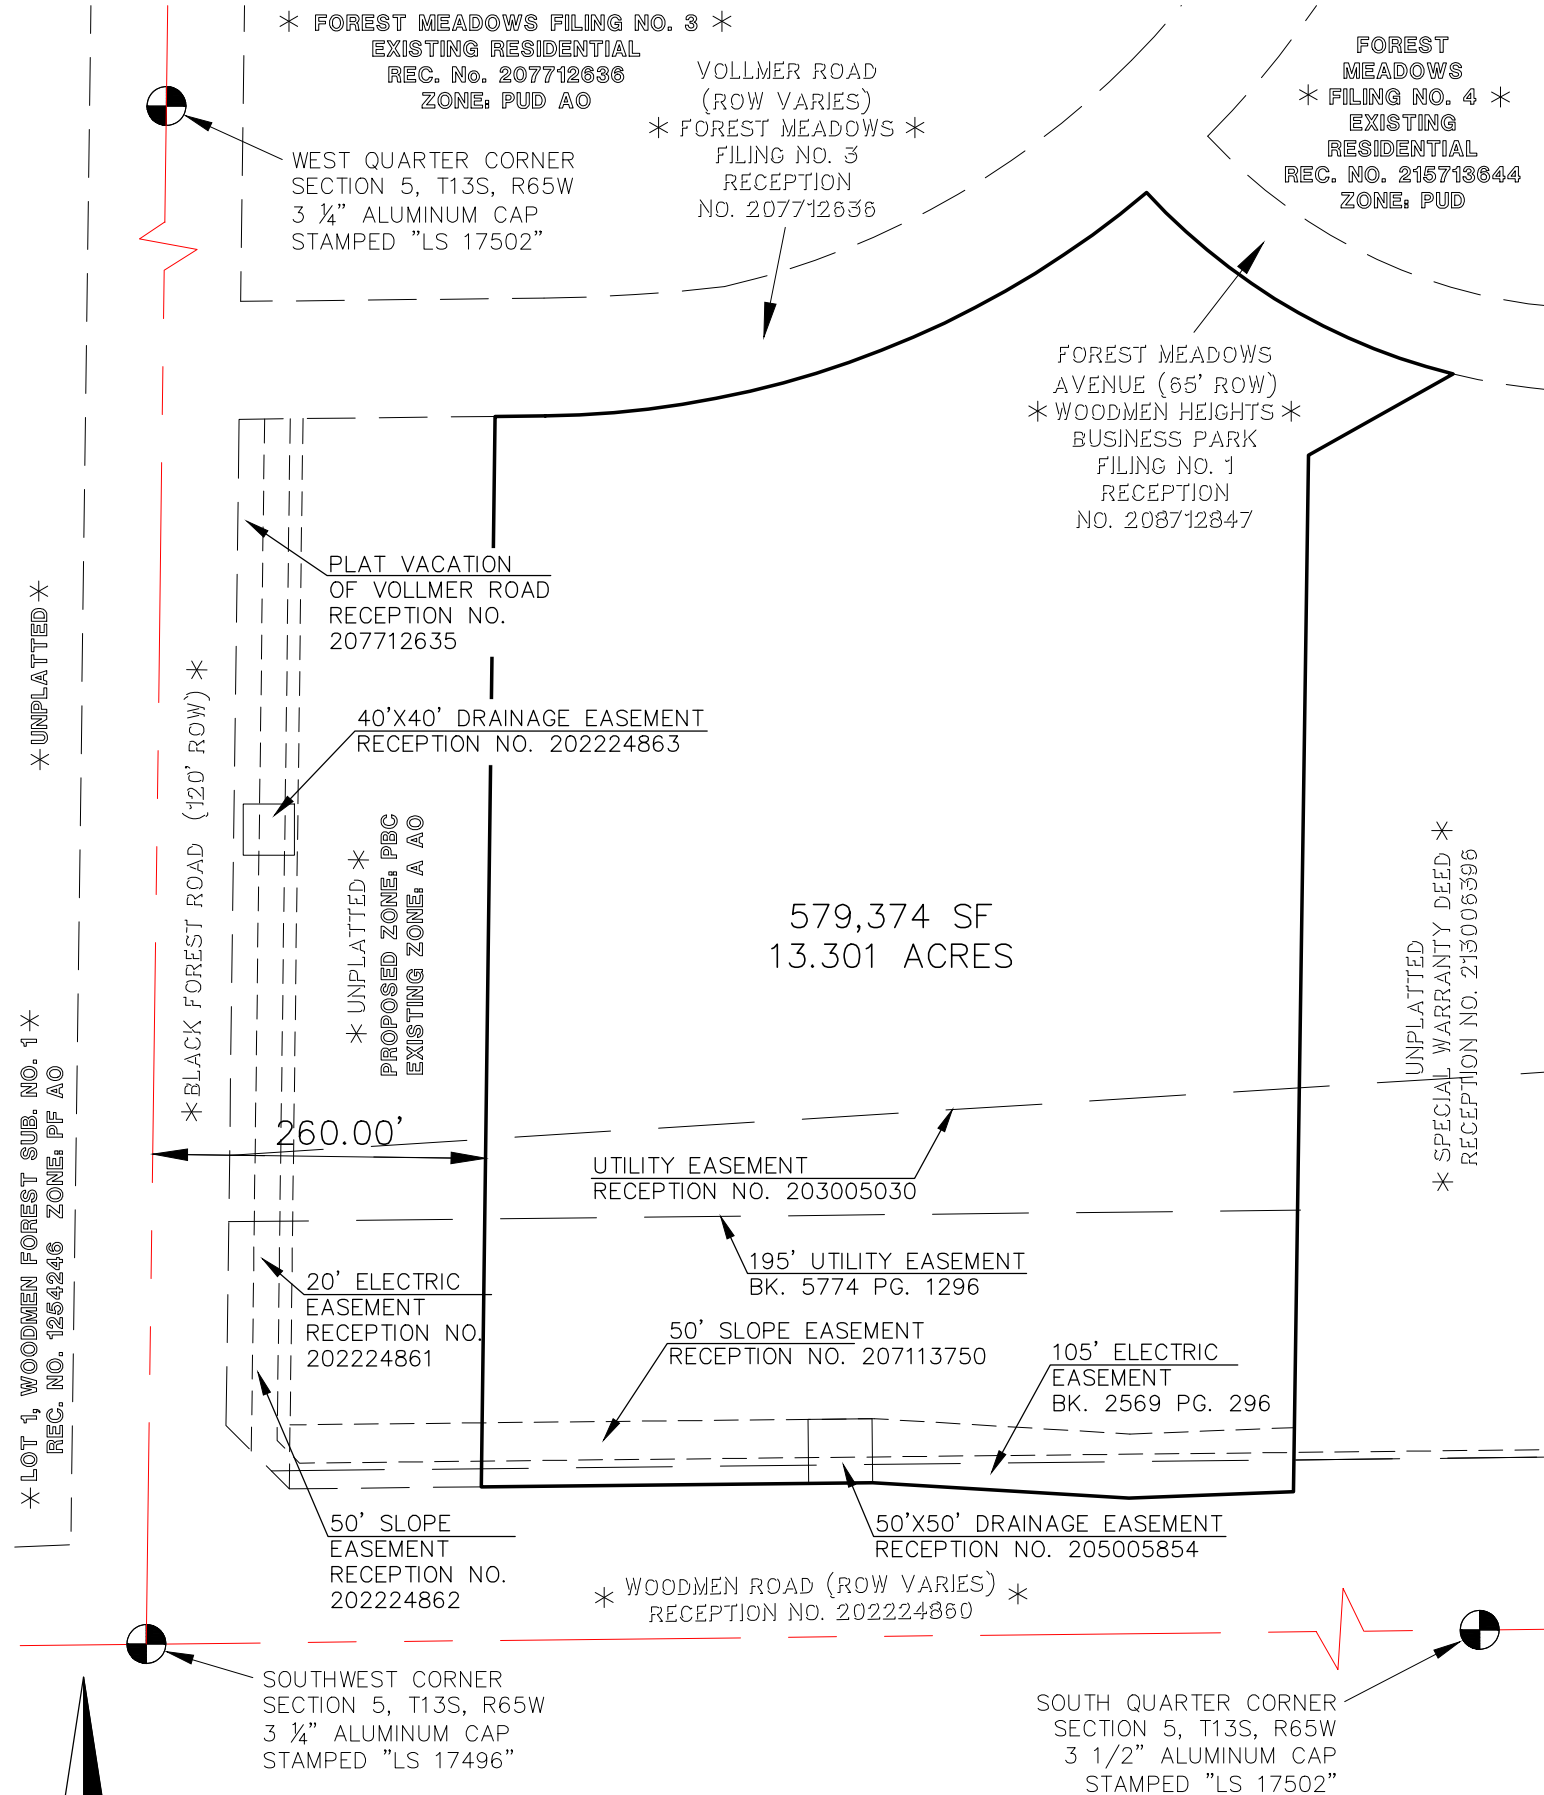 * FOREST MEADOWS FILING NO. 3 *
EXISTING RESIDENTIAL
REC. No. 207712636
ZONE: PUD AO
VOLLMER ROAD
(ROW VARIES)
* FOREST MEADOWS *
FILING NO. 3
RECEPTION
NO. 207712636
FOREST
MEADOWS
* FILING NO. 4 *
EXISTING
RESIDENTIAL
REC. NO. 215713644
ZONE: PUD
WEST QUARTER CORNER
SECTION 5, T13S, R65W
3 ¼" ALUMINUM CAP
STAMPED "LS 17502"
FOREST MEADOWS
AVENUE (65' ROW)
* WOODMEN HEIGHTS *
BUSINESS PARK
FILING NO. 1
RECEPTION
NO. 208712847
PLAT VACATION
OF VOLLMER ROAD
RECEPTION NO.
207712635
* UNPLATTED *
* BLACK FOREST ROAD (120' ROW) *
40'X40' DRAINAGE EASEMENT
RECEPTION NO. 202224863
* UNPLATTED *
PROPOSED ZONE: PBC
EXISTING ZONE: A AO
579,374 SF
13.301 ACRES
UNPLATTED
* SPECIAL WARRANTY DEED *
RECEPTION NO. 213006396
* LOT 1, WOODMEN FOREST SUB. NO. 1 *
REC. NO. 1254246 ZONE: PF AO
260.00'
UTILITY EASEMENT
RECEPTION NO. 203005030
195' UTILITY EASEMENT
BK. 5774 PG. 1296
20' ELECTRIC
EASEMENT
RECEPTION NO.
202224861
50' SLOPE EASEMENT
RECEPTION NO. 207113750
105' ELECTRIC
EASEMENT
BK. 2569 PG. 296
50' SLOPE
EASEMENT
RECEPTION NO.
202224862
50'X50' DRAINAGE EASEMENT
RECEPTION NO. 205005854
* WOODMEN ROAD (ROW VARIES) *
RECEPTION NO. 202224860
SOUTHWEST CORNER
SECTION 5, T13S, R65W
3 ¼" ALUMINUM CAP
STAMPED "LS 17496"
SOUTH QUARTER CORNER
SECTION 5, T13S, R65W
3 1/2" ALUMINUM CAP
STAMPED "LS 17502"